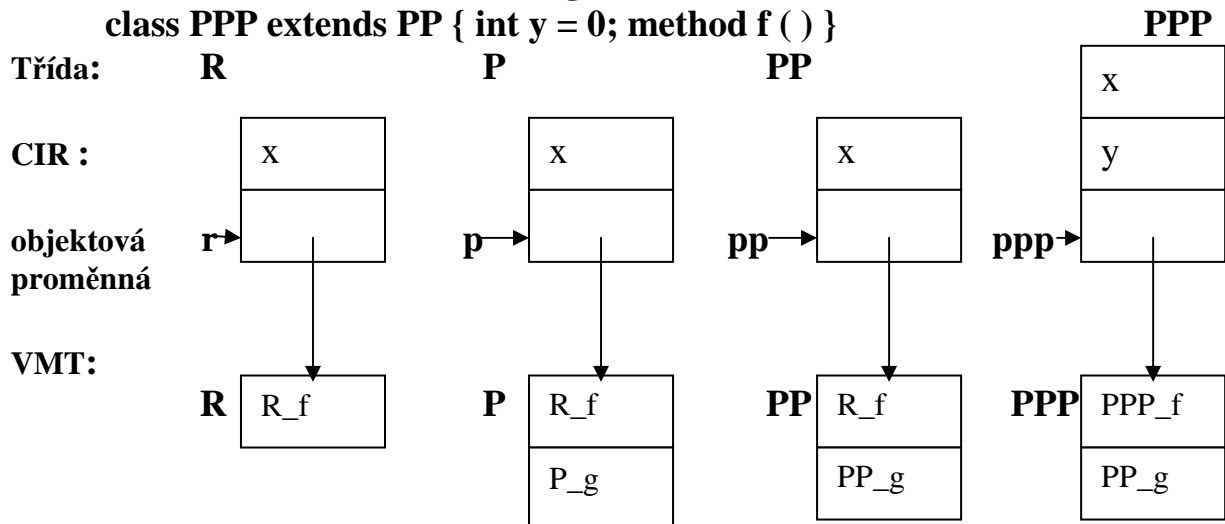 class PPP extends PP { int y = 0; method f ( ) }
PPP
Třída: R P PP
x
CIR : x x x y
objektová r p pp ppp
proměnná
VMT:
R R_f P R_f PP R_f PPP PPP_f
P_g PP_g PP_g